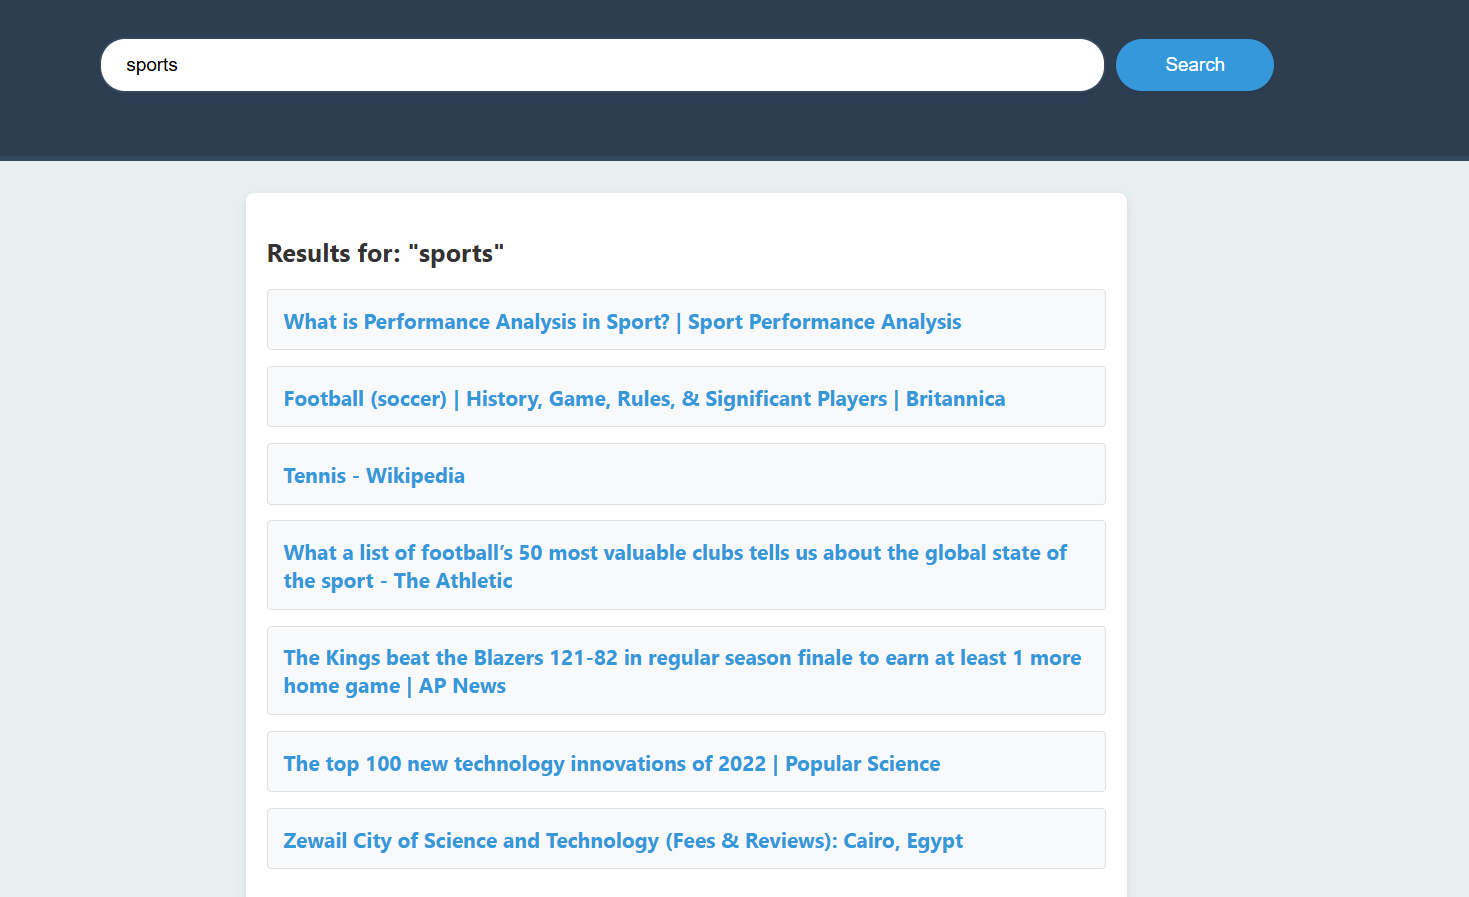 sports
Search
Results for: "sports"
What is Performance Analysis in Sport? | Sport Performance Analysis
Football (soccer) | History, Game, Rules, & Significant Players | Britannica
Tennis - Wikipedia
What a list of football’s 50 most valuable clubs tells us about the global state of
the sport - The Athletic
The Kings beat the Blazers 121-82 in regular season finale to earn at least 1 more
home game | AP News
The top 100 new technology innovations of 2022 | Popular Science
Zewail City of Science and Technology (Fees & Reviews): Cairo, Egypt